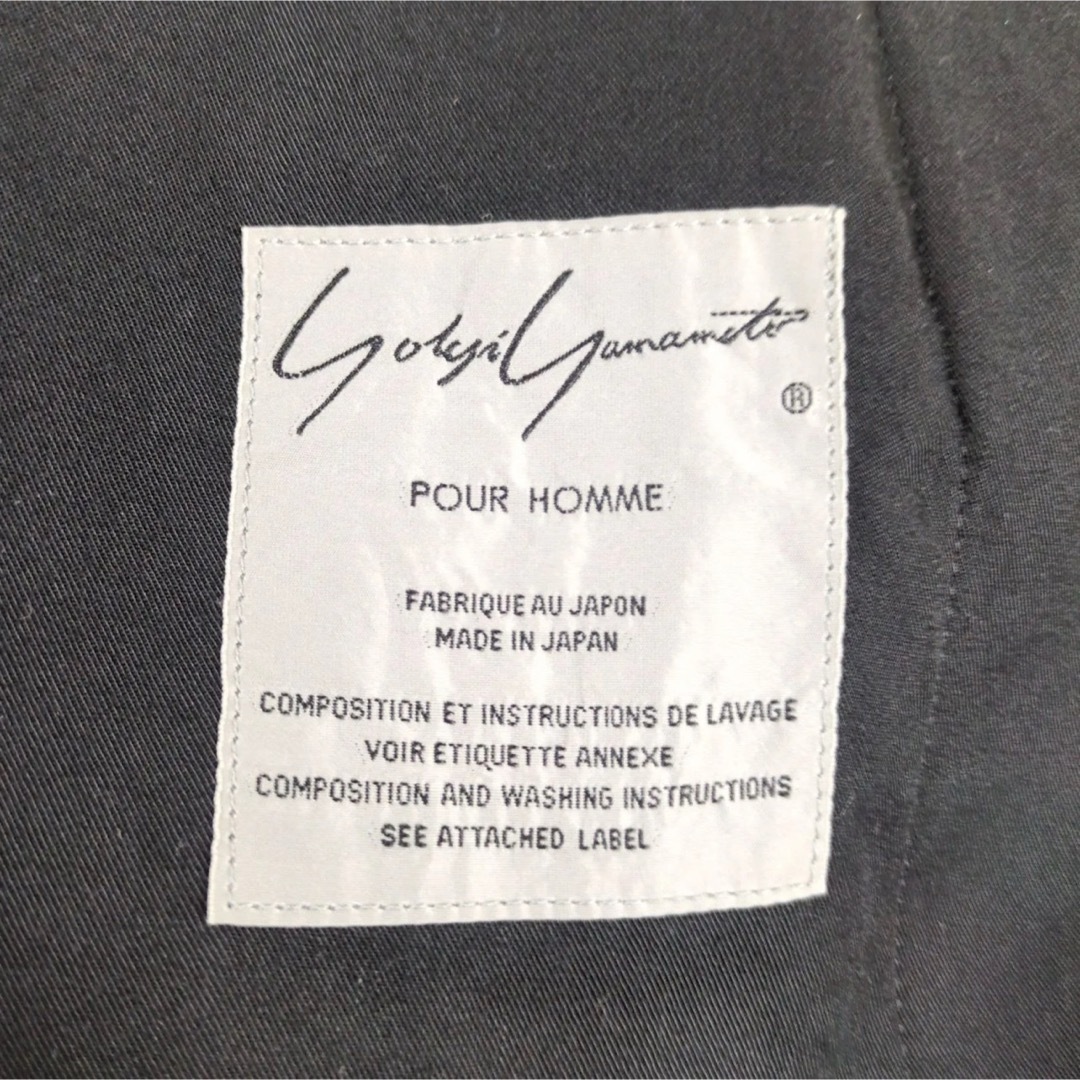 Yohji Yamamoto
®
POUR HOMME
FABRIQUE AU JAPON
MADE IN JAPAN
COMPOSITION ET INSTRUCTIONS DE LAVAGE
VOIR ETIQUETTE ANNEXE
COMPOSITION AND WASHING INSTRUCTIONS
SEE ATTACHED LABEL